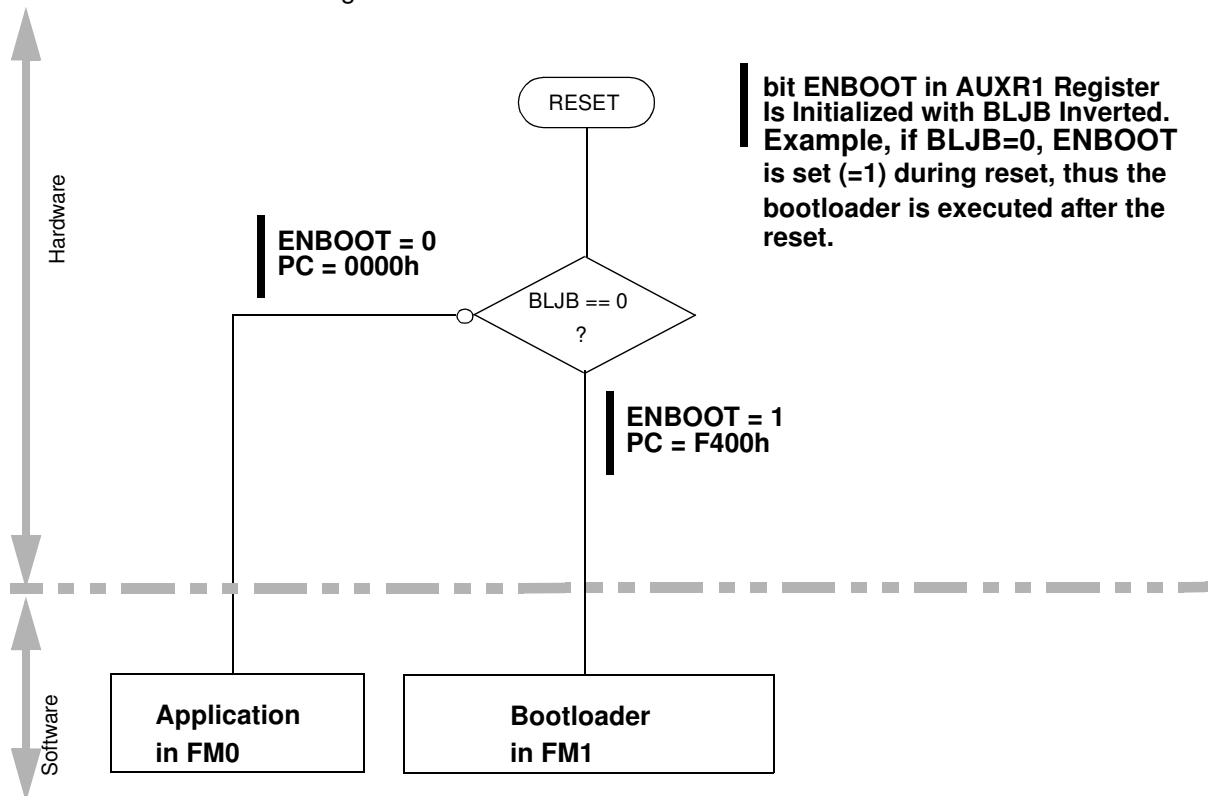 RESET
bit ENBOOT in AUXR1 Register
Is Initialized with BLJB Inverted.
Example, if BLJB=0, ENBOOT
is set (=1) during reset, thus the
bootloader is executed after the
reset.
Hardware
ENBOOT = 0
PC = 0000h
BLJB == 0
?
ENBOOT = 1
PC = F400h
Software
Application
in FM0
Bootloader
in FM1